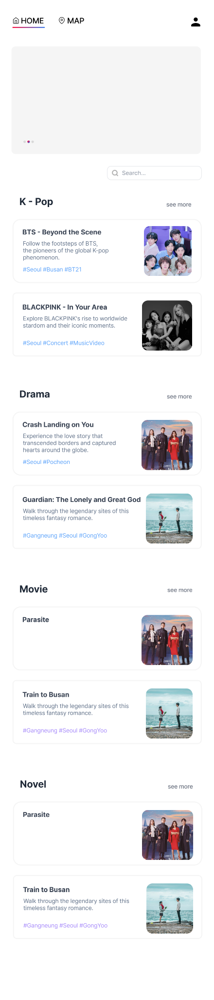 HOME
MAP
Search...
K - Pop
see more
BTS - Beyond the Scene
Follow the footsteps of BTS,
the pioneers of the global K-pop
phenomenon.
#Seoul #Busan #BT21
BLACKPINK - In Your Area
Explore BLACKPINK's rise to worldwide
stardom and their iconic moments.
#Seoul #Concert #MusicVideo
Drama
see more
Crash Landing on You
Experience the love story that
transcended borders and captured
hearts around the globe.
#Seoul #Pocheon
Guardian: The Lonely and Great God
Walk through the legendary sites of this
timeless fantasy romance.
#Gangneung #Seoul #GongYoo
Movie
see more
Parasite
Train to Busan
Walk through the legendary sites of this
timeless fantasy romance.
#Gangneung #Seoul #GongYoo
Novel
see more
Parasite
Train to Busan
Walk through the legendary sites of this
timeless fantasy romance.
#Gangneung #Seoul #GongYoo